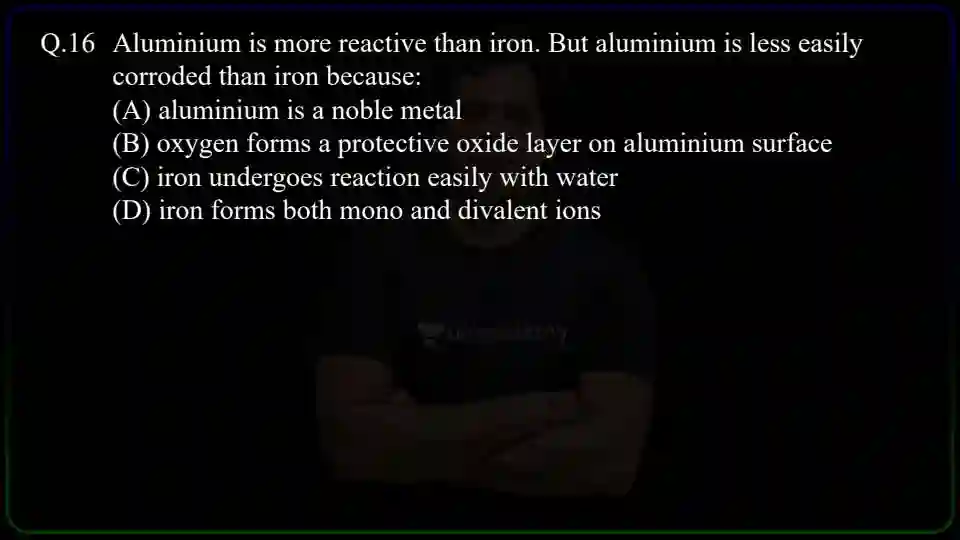 Q.16 Aluminium is more reactive than iron. But aluminium is less easily
corroded than iron because:
(A) aluminium is a noble metal
(B) oxygen forms a protective oxide layer on aluminium surface
(C) iron undergoes reaction easily with water
(D) iron forms both mono and divalent ions